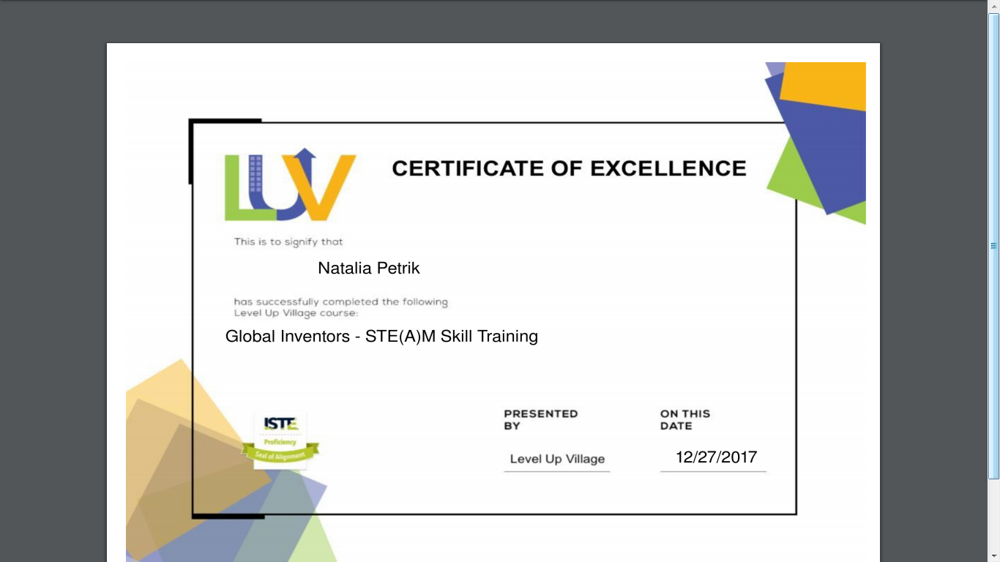 LUV
CERTIFICATE OF EXCELLENCE
This is to signify that
Natalia Petrik
has successfully completed the following
Level Up Village course:
Global Inventors - STE(A)M Skill Training
ISTE
Proficiency
Seal of Alignment
PRESENTED
BY
Level Up Village
ON THIS
DATE
12/27/2017